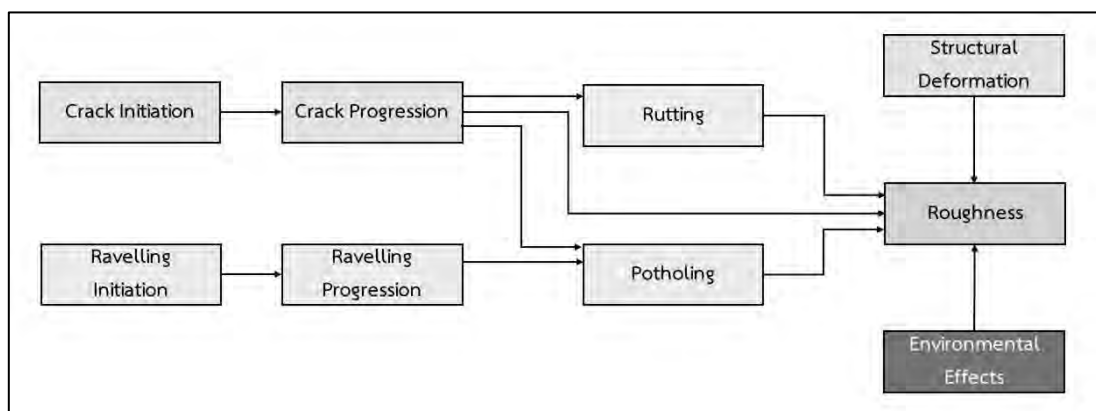 Structural
Deformation
Crack Initiation
Crack Progression
Rutting
Roughness
Ravelling
Initiation
Ravelling
Progression
Potholing
Environmental
Effects